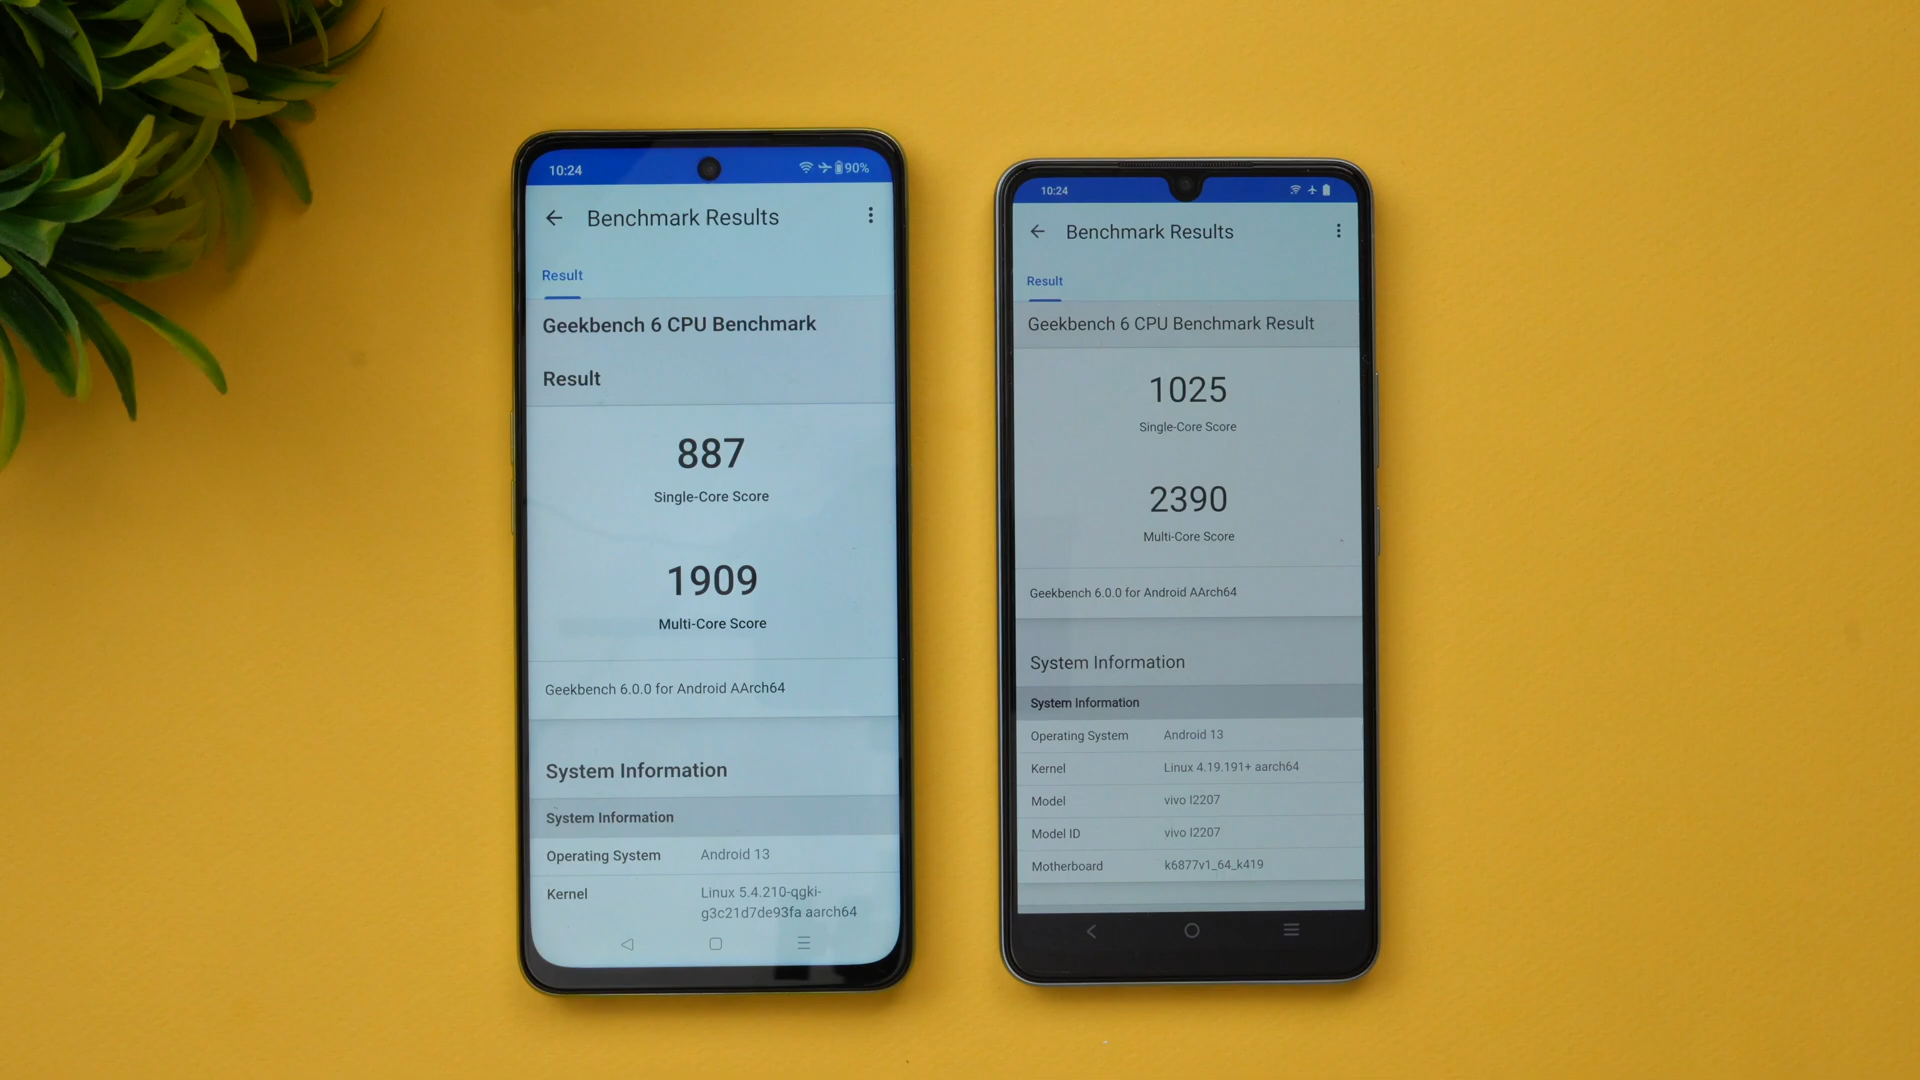 10:24
90%
Benchmark Results
Result
Geekbench 6 CPU Benchmark
Result
887
Single-Core Score
1909
Multi-Core Score
Geekbench 6.0.0 for Android AArch64
System Information
System Information
Operating System Android 13
Kernel Linux 5.4.210-qgki-
g3c21d7de93fa aarch64
10:24
Benchmark Results
Result
Geekbench 6 CPU Benchmark Result
1025
Single-Core Score
2390
Multi-Core Score
Geekbench 6.0.0 for Android AArch64
System Information
System Information
Operating System Android 13
Kernel Linux 4.19.191+ aarch64
Model vivo I2207
Model ID vivo I2207
Motherboard k6877v1_64_k419